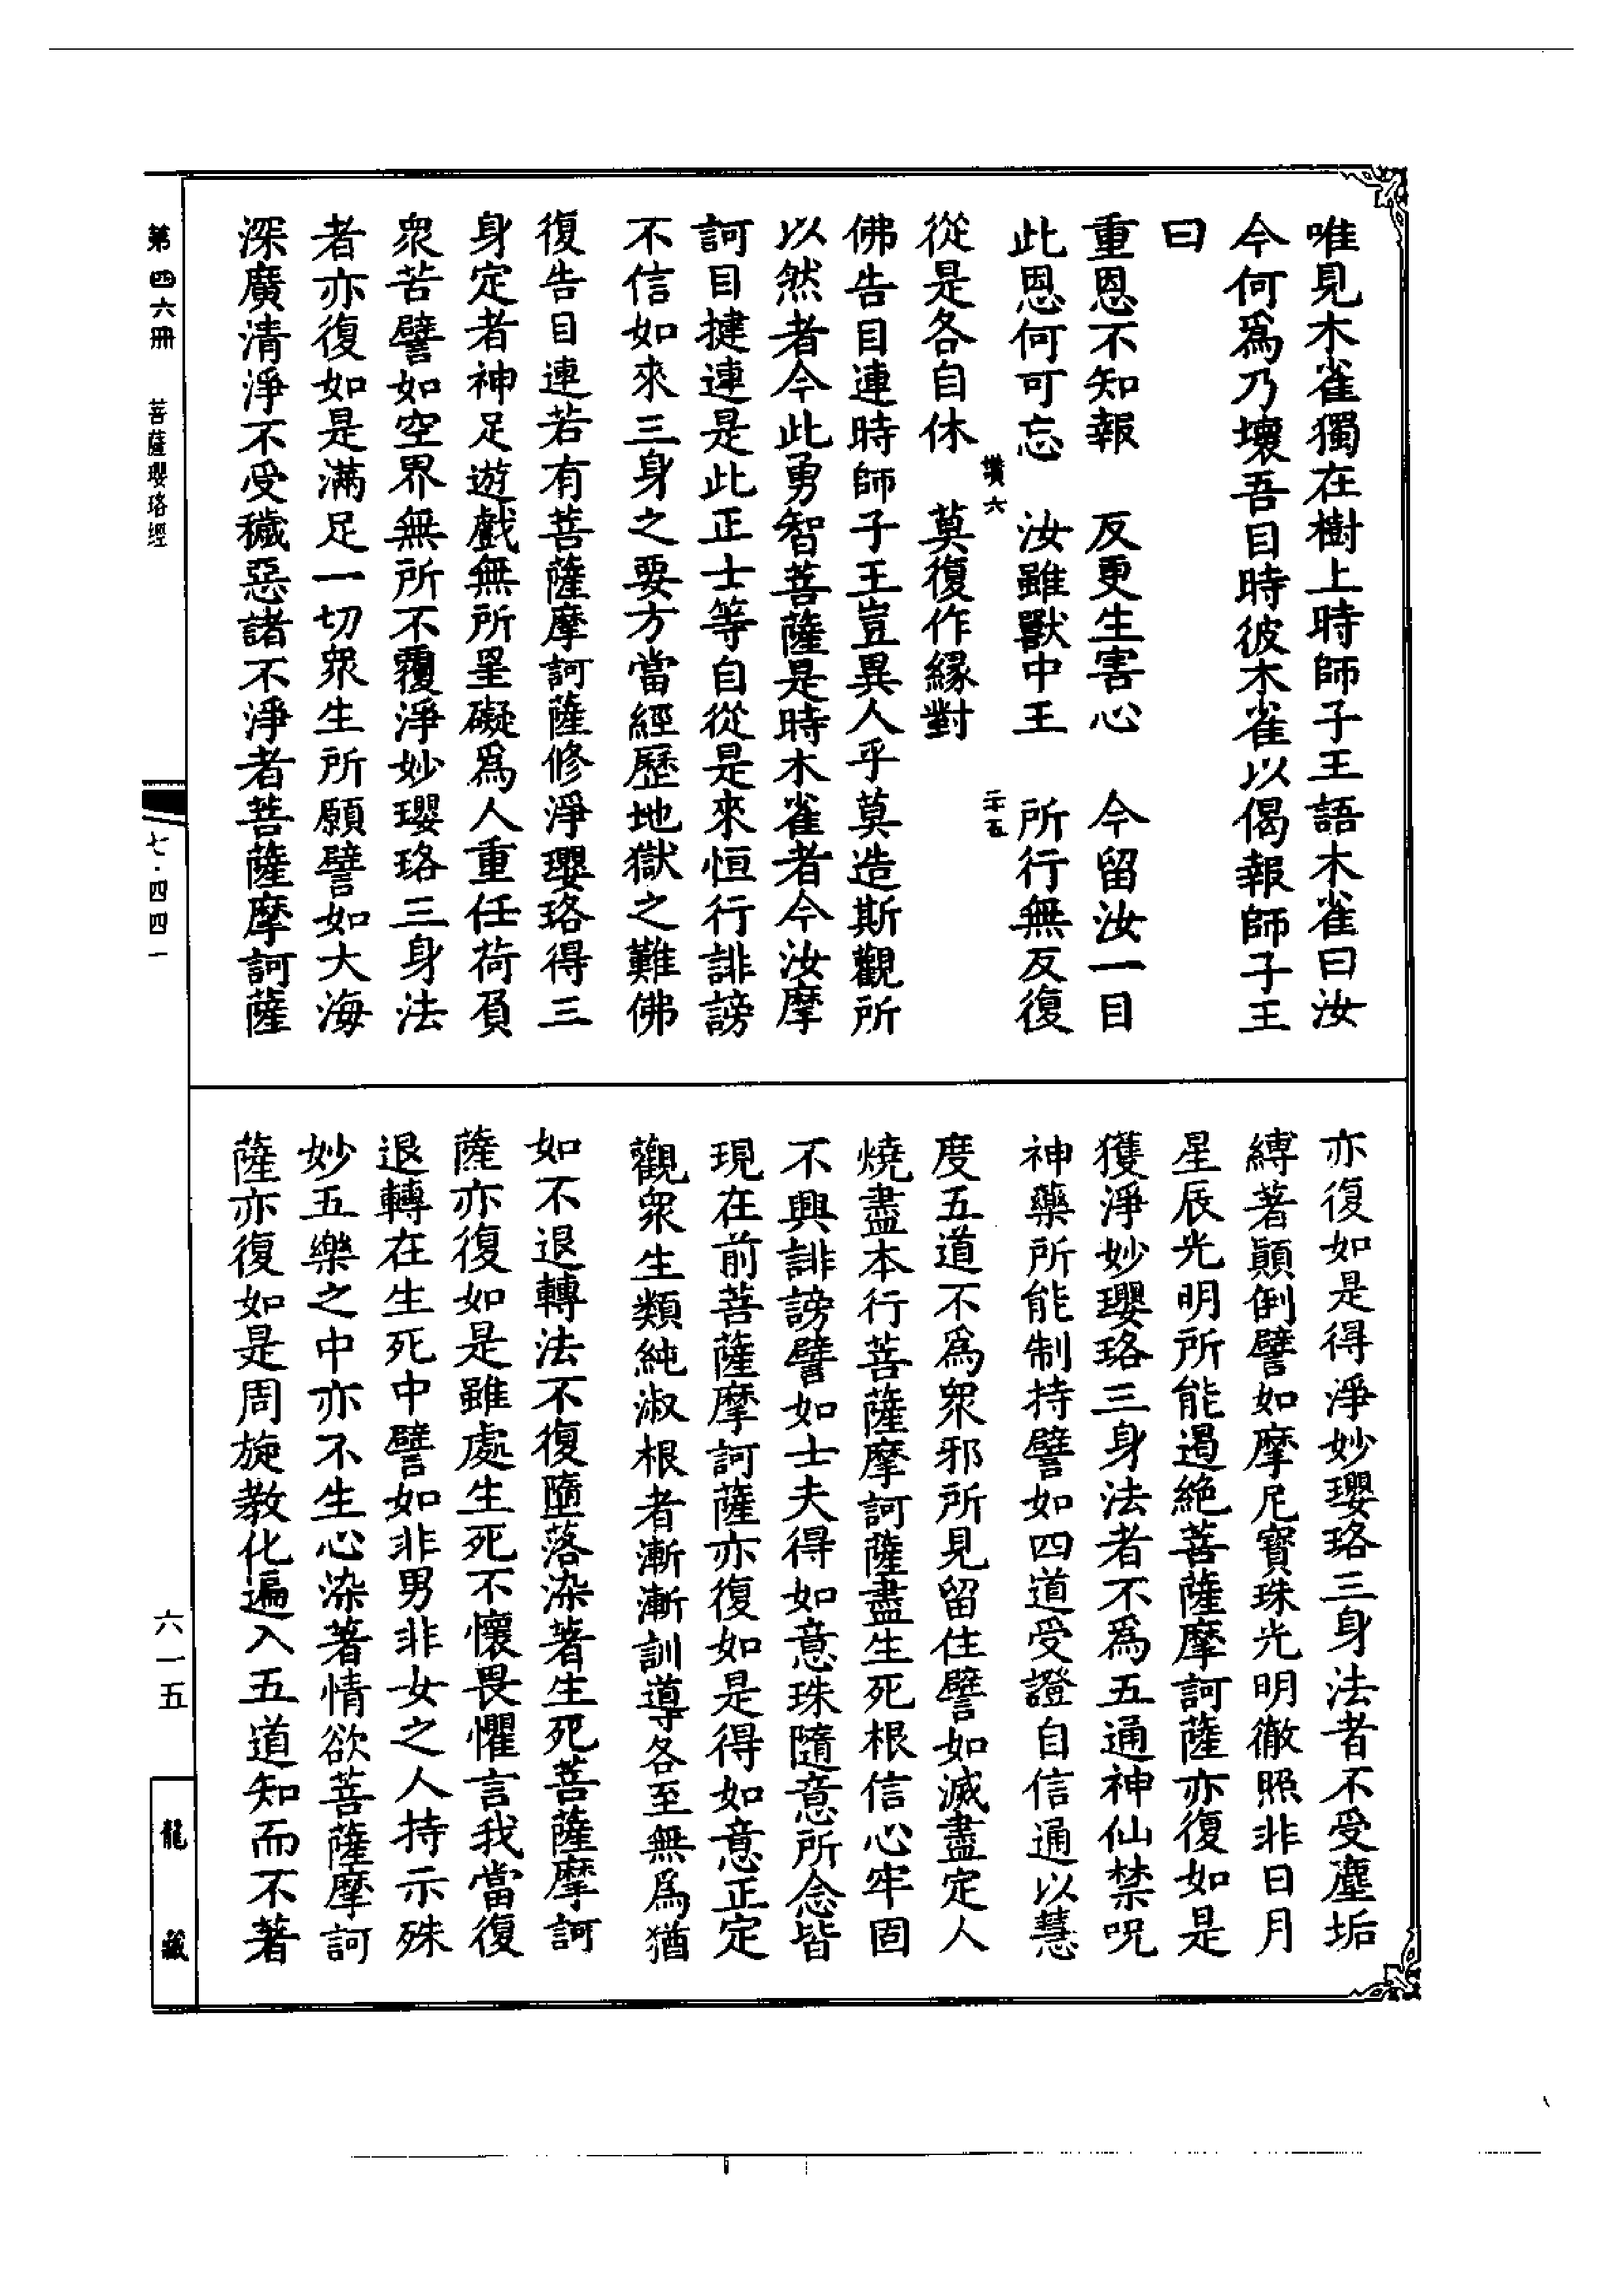 唯見木雀獨在樹上時師子王語木雀曰汝
今何爲乃壞吾目時彼木雀以偈報師子王
曰
重恩不知報　反更生害心　今留汝一目
此恩何可忘　汝雖獸中王　所行無反復
讚六　二十五
從是各自休　莫復作緣對
佛告目連時師子王豈異人乎莫造斯觀所
以然者今此勇智菩薩是時木雀者今汝摩
訶目揵連是此正士等自從是來恒行誹謗
不信如來三身之要方當經歷地獄之難佛
復告目連若有菩薩摩訶薩修淨瓔珞得三
身定者神足遊戲無所罣礙爲人重任荷負
衆苦譬如空界無所不覆淨妙瓔珞三身法
者亦復如是滿足一切衆生所願譬如大海
深廣清淨不受穢惡諸不淨者菩薩摩訶薩
亦復如是得淨妙瓔珞三身法者不受塵垢
縛著顚倒譬如摩尼寶珠光明徹照非日月
星辰光明所能遏絶菩薩摩訶薩亦復如是
獲淨妙瓔珞三身法者不爲五通神仙禁呪
神藥所能制持譬如四道受證自信通以慧
度五道不爲衆邪所見留住譬如滅盡定人
燒盡本行菩薩摩訶薩盡生死根信心牢固
不興誹謗譬如士夫得如意珠隨意所念皆
現在前菩薩摩訶薩亦復如是得如意正定
觀衆生類純淑根者漸漸訓導各至無爲猶
如不退轉法不復墮落染著生死菩薩摩訶
薩亦復如是雖處生死不懷畏懼言我當復
退轉在生死中譬如非男非女之人持示殊
妙五樂之中亦不生心染著情欲菩薩摩訶
薩亦復如是周旋教化遍入五道知而不著
第四六冊　菩薩瓔珞經
七·四四一
六一五
龍藏